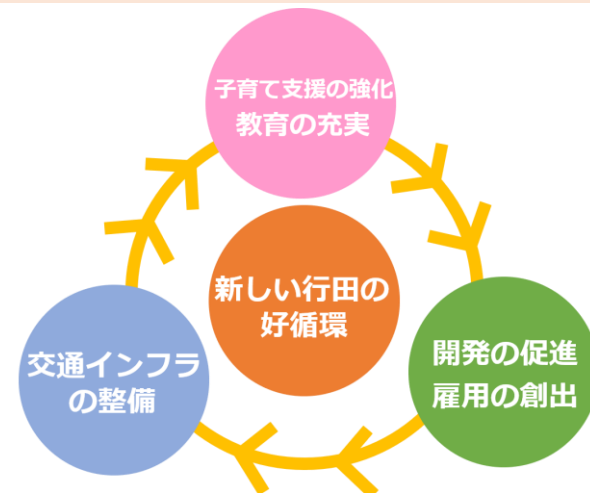 子育て支援の強化
教育の充実
新しい行田の
好循環
交通インフラ
の整備
開発の促進
雇用の創出